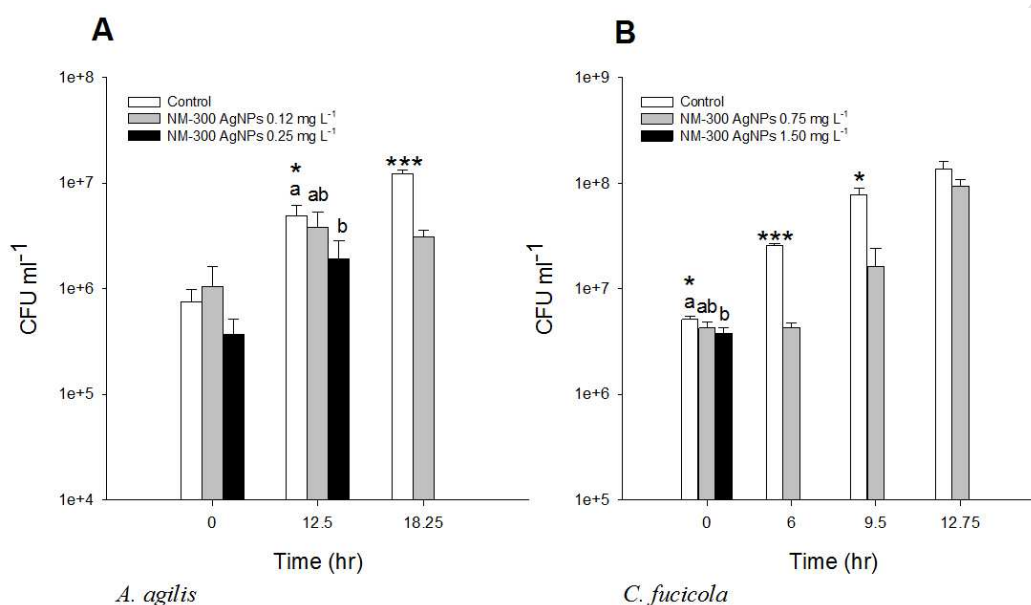 A
1e+8
1e+7
1e+6
1e+5
1e+4
CFU ml⁻¹
Control
NM-300 AgNPs 0.12 mg L⁻¹
NM-300 AgNPs 0.25 mg L⁻¹
*
a
ab
b
***
0
12.5
18.25
Time (hr)
A. agilis
B
1e+9
1e+8
1e+7
1e+6
1e+5
CFU ml⁻¹
Control
NM-300 AgNPs 0.75 mg L⁻¹
NM-300 AgNPs 1.50 mg L⁻¹
*
a ab b
***
*
0
6
9.5
12.75
Time (hr)
C. fucicola